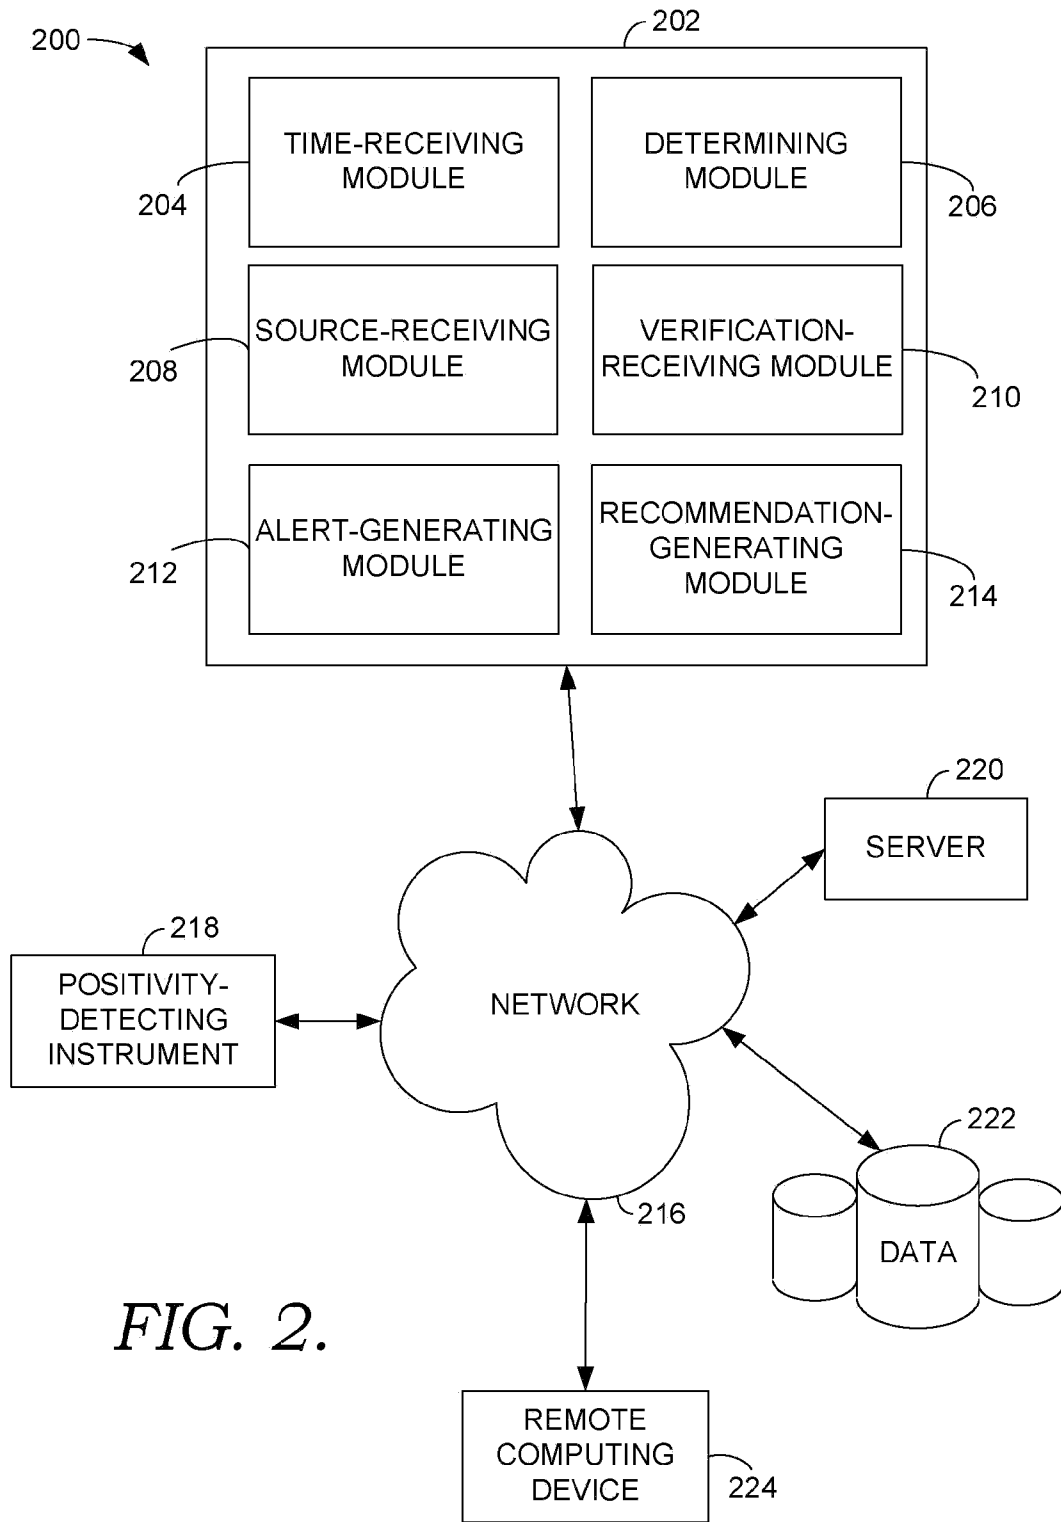 200
202
TIME-RECEIVING
MODULE
204
DETERMINING
MODULE
206
SOURCE-RECEIVING
MODULE
208
VERIFICATION-
RECEIVING MODULE
210
ALERT-GENERATING
MODULE
212
RECOMMENDATION-
GENERATING
MODULE
214
220
SERVER
218
POSITIVITY-
DETECTING
INSTRUMENT
NETWORK
216
222
DATA
FIG. 2.
REMOTE
COMPUTING
DEVICE
224